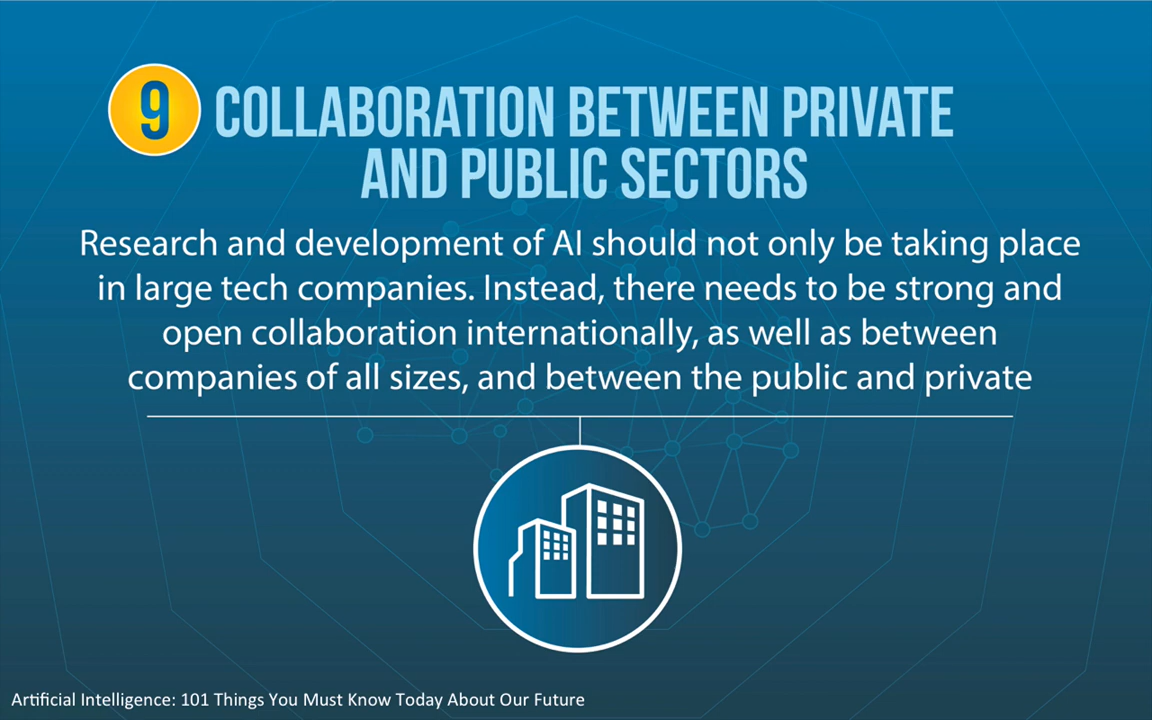 9 COLLABORATION BETWEEN PRIVATE
AND PUBLIC SECTORS
Research and development of AI should not only be taking place
in large tech companies. Instead, there needs to be strong and
open collaboration internationally, as well as between
companies of all sizes, and between the public and private
Artificial Intelligence: 101 Things You Must Know Today About Our Future